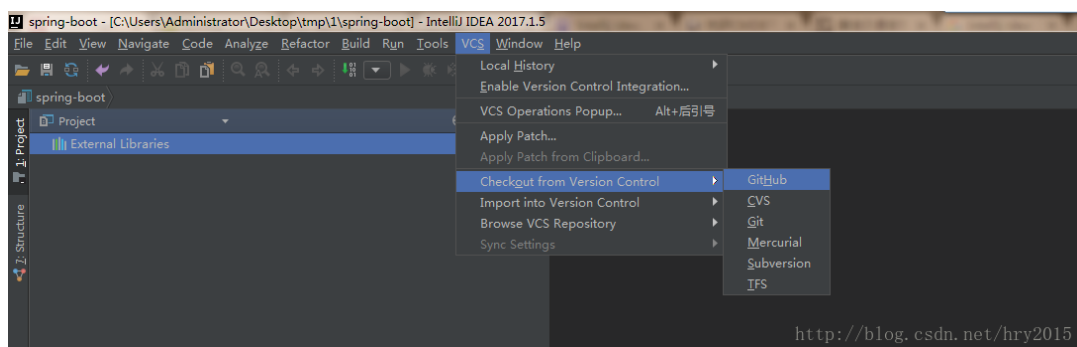 spring-boot - [C:\Users\Administrator\Desktop\tmp\1\spring-boot] - IntelliJ IDEA 2017.1.5
File Edit View Navigate Code Analyze Refactor Build Run Tools VCS Window Help
spring-boot
Project
External Libraries
1: Project
7: Structure
Local History
Enable Version Control Integration...
VCS Operations Popup... Alt+后引号
Apply Patch...
Apply Patch from Clipboard...
Checkout from Version Control
Import into Version Control
Browse VCS Repository
Sync Settings
GitHub
CVS
Git
Mercurial
Subversion
TFS
http://blog.csdn.net/hry2015